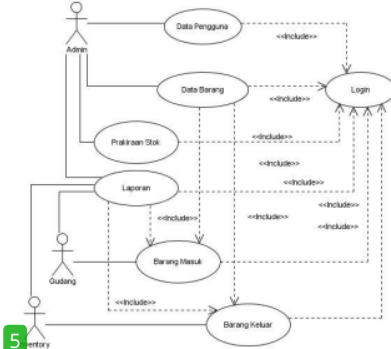 Data Pengguna
<<Include>>
Admin
Data Barang
Login
<<Include>>
<<Include>>
Prakiraan Stok
<<Include>>
<<Include>>
Laporan
<<Include>>
<<Include>>
<<Include>>
<<Include>>
<<Include>>
Gudang
Barang Masuk
<<Include>>
Barang Keluar
5